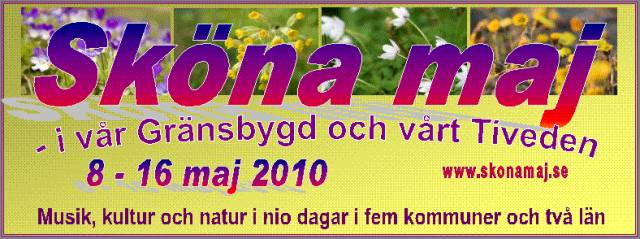 Sköna maj
- i vår Gränsbygd och vårt Tiveden
8 - 16 maj 2010
www.skonamaj.se
Musik, kultur och natur i nio dagar i fem kommuner och två län